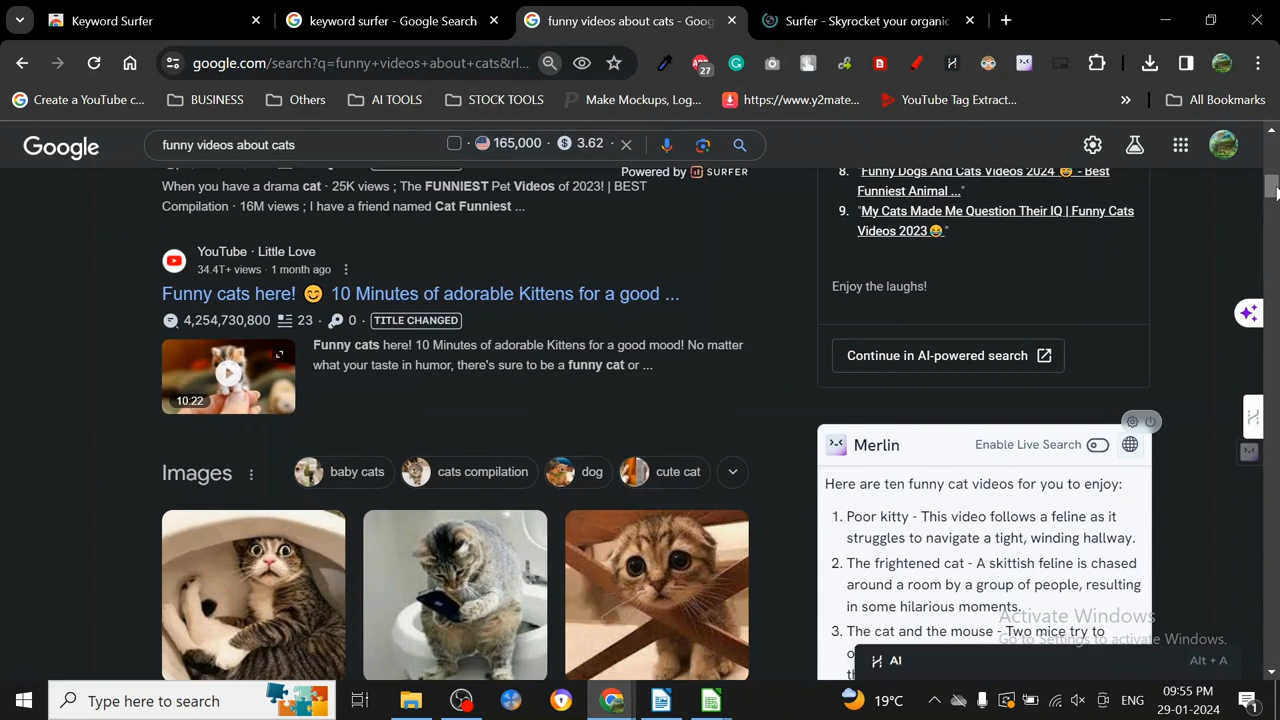 Keyword Surfer
keyword surfer - Google Search
funny videos about cats - Goog
Surfer - Skyrocket your organic
google.com/search?q=funny+videos+about+cats&rl...
27
Create a YouTube c...
BUSINESS
Others
AI TOOLS
STOCK TOOLS
Make Mockups, Log...
https://www.y2mate...
YouTube Tag Extract...
All Bookmarks
Google
funny videos about cats
165,000
3.62
Powered by SURFER
When you have a drama cat · 25K views ; The FUNNIEST Pet Videos of 2023! | BEST
Compilation · 16M views ; I have a friend named Cat Funniest ...
YouTube · Little Love
34.4T+ views · 1 month ago
Funny cats here! 😊 10 Minutes of adorable Kittens for a good ...
4,254,730,800 23 · 0 TITLE CHANGED
10:22
Funny cats here! 10 Minutes of adorable Kittens for a good mood! No matter
what your taste in humor, there's sure to be a funny cat or ...
Images
baby cats
cats compilation
dog
cute cat
8. "Funny Dogs And Cats Videos 2024 😁 - Best
Funniest Animal ..."
9. "My Cats Made Me Question Their IQ | Funny Cats
Videos 2023😂"
Enjoy the laughs!
Continue in AI-powered search
Merlin
Enable Live Search
Here are ten funny cat videos for you to enjoy:
1. Poor kitty - This video follows a feline as it
struggles to navigate a tight, winding hallway.
2. The frightened cat - A skittish feline is chased
around a room by a group of people, resulting
in some hilarious moments.
3. The cat and the mouse - Two mice try to
Activate Windows
Go to Settings to activate Windows.
AI
Alt + A
Type here to search
19°C
ENG
09:55 PM
29-01-2024
1